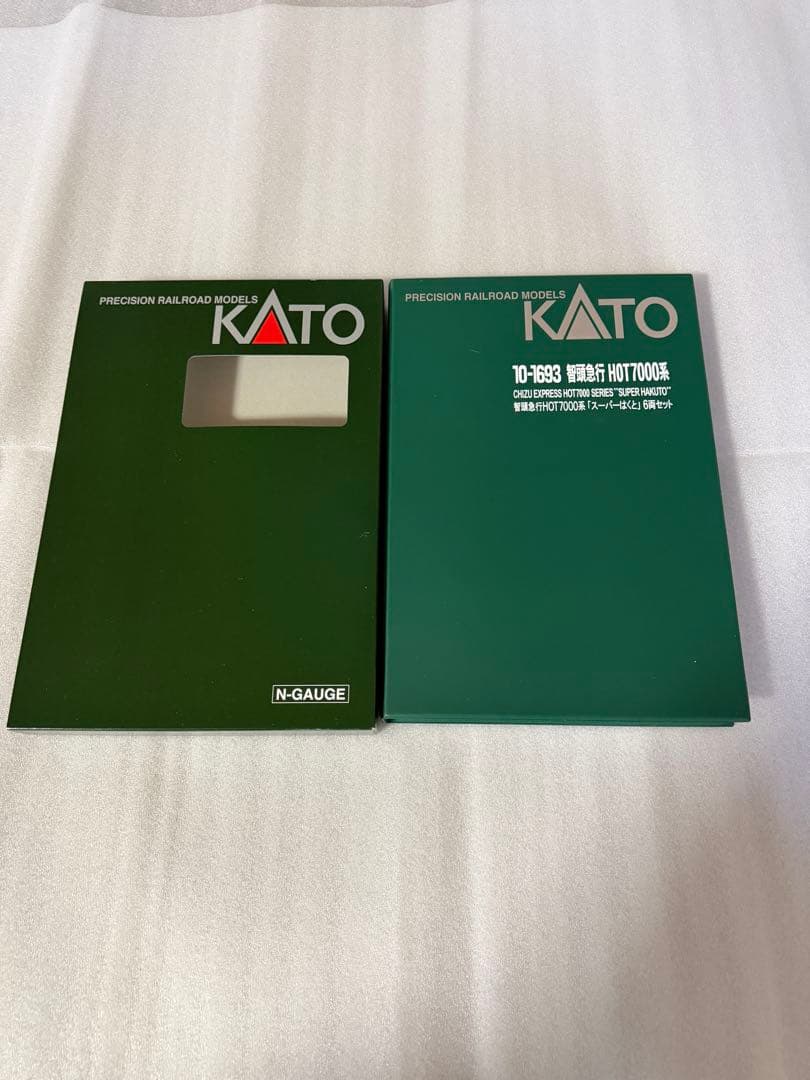 PRECISION RAILROAD MODELS
KATO
N-GAUGE
PRECISION RAILROAD MODELS
KATO
10-1693 智頭急行 HOT7000系
CHIZU EXPRESS HOT7000 SERIES "SUPER HAKUTO"
智頭急行HOT7000系「スーパーはくと」6両セット